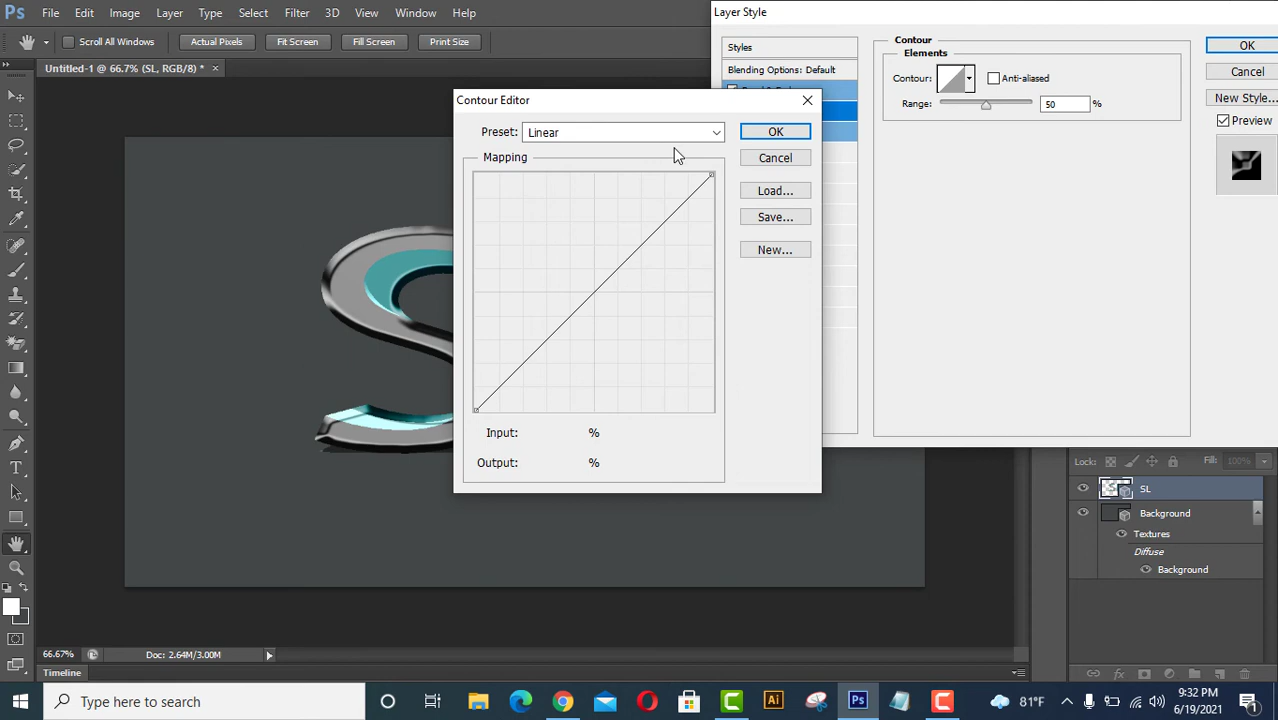 Ps File Edit Image Layer Type Select Filter 3D View Window Help
Scroll All Windows Actual Pixels Fit Screen Fill Screen Print Size
Untitled-1 @ 66.7% (SL, RGB/8) * ×
Layer Style
Styles
Blending Options: Default
Contour
Elements
Contour: Anti-aliased
Range: 50 %
OK
Cancel
New Style...
Preview
Contour Editor
Preset: Linear
Mapping
OK
Cancel
Load...
Save...
New...
Input: %
Output: %
Lock: Fill: 100%
SL
Background
Textures
Diffuse
Background
66.67% Doc: 2.64M/3.00M
Timeline
Type here to search
Ai Ps 81°F
9:32 PM
6/19/2021